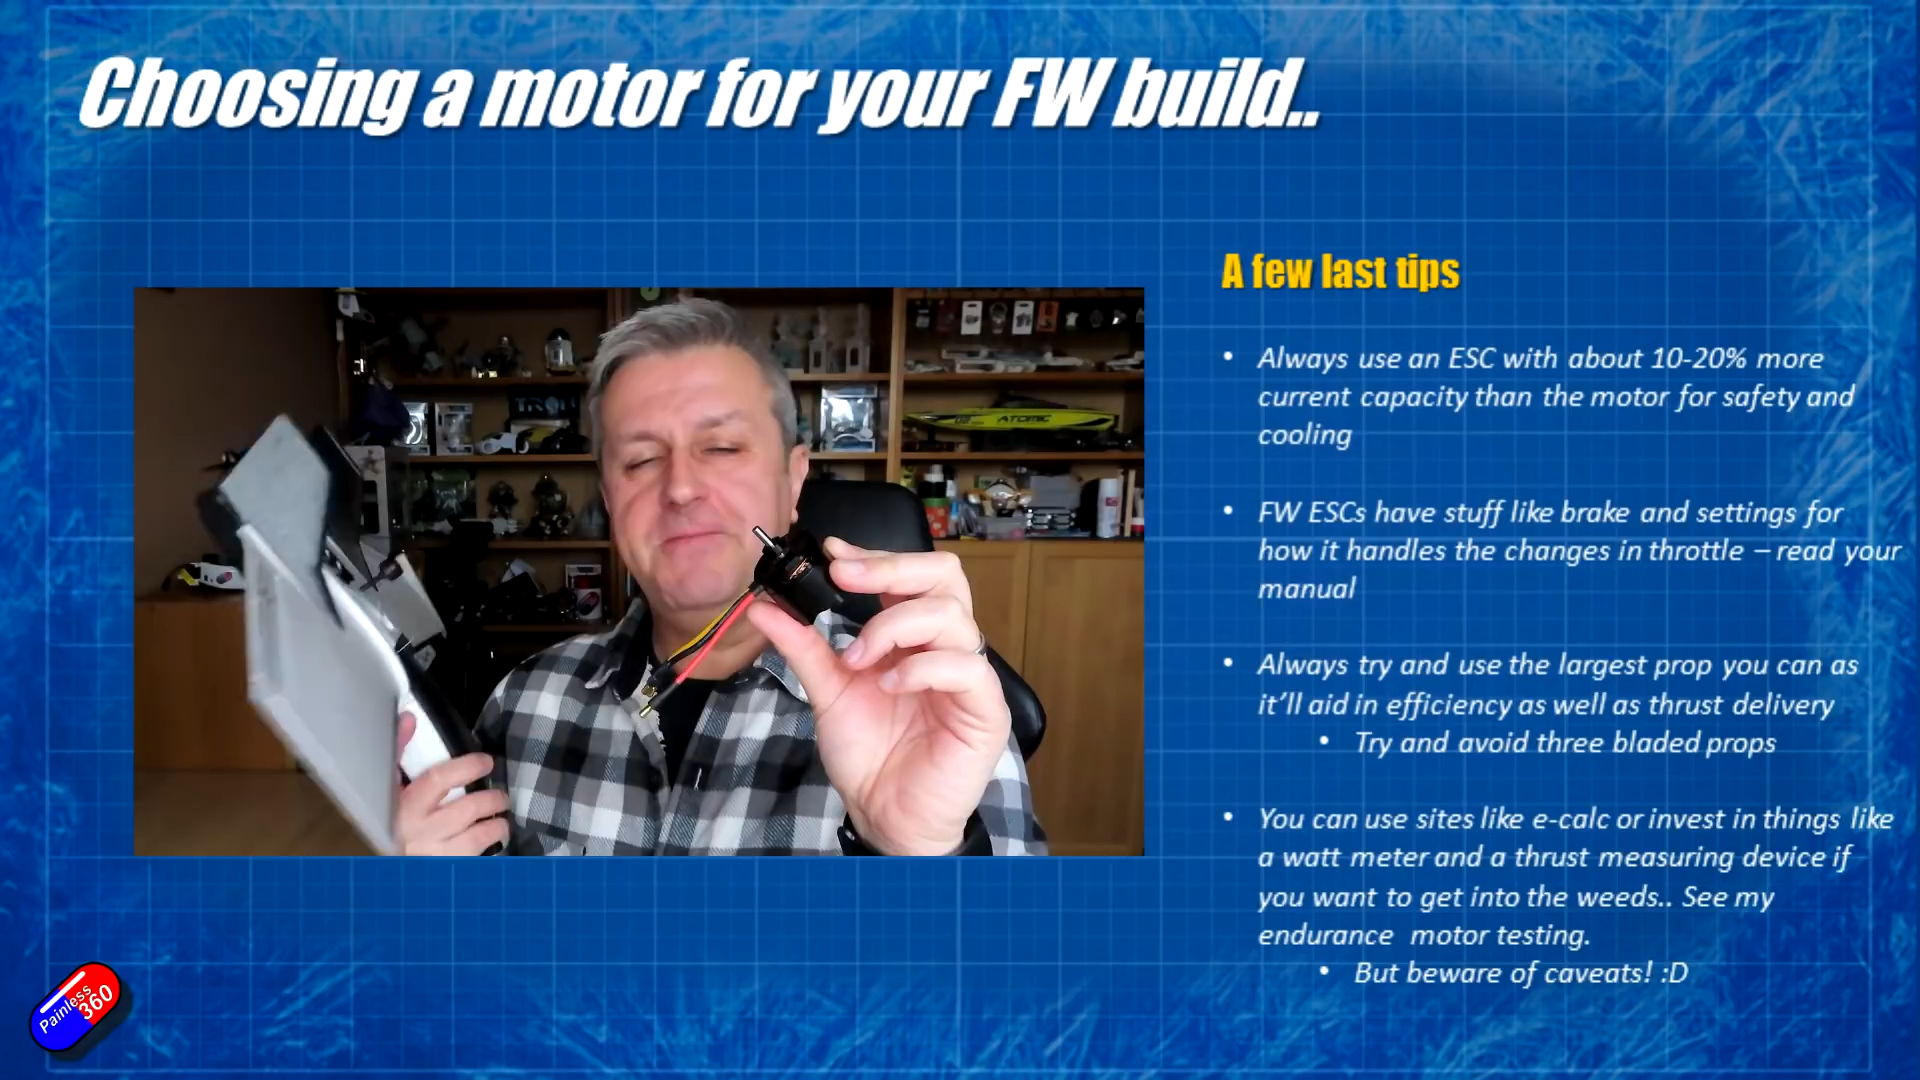 Choosing a motor for your FW build..
A few last tips
• Always use an ESC with about 10-20% more
current capacity than the motor for safety and
cooling
• FW ESCs have stuff like brake and settings for
how it handles the changes in throttle – read your
manual
• Always try and use the largest prop you can as
it'll aid in efficiency as well as thrust delivery
• Try and avoid three bladed props
• You can use sites like e-calc or invest in things like
a watt meter and a thrust measuring device if
you want to get into the weeds.. See my
endurance motor testing.
• But beware of caveats! :D
TRON
ATOMIC
Painless
360